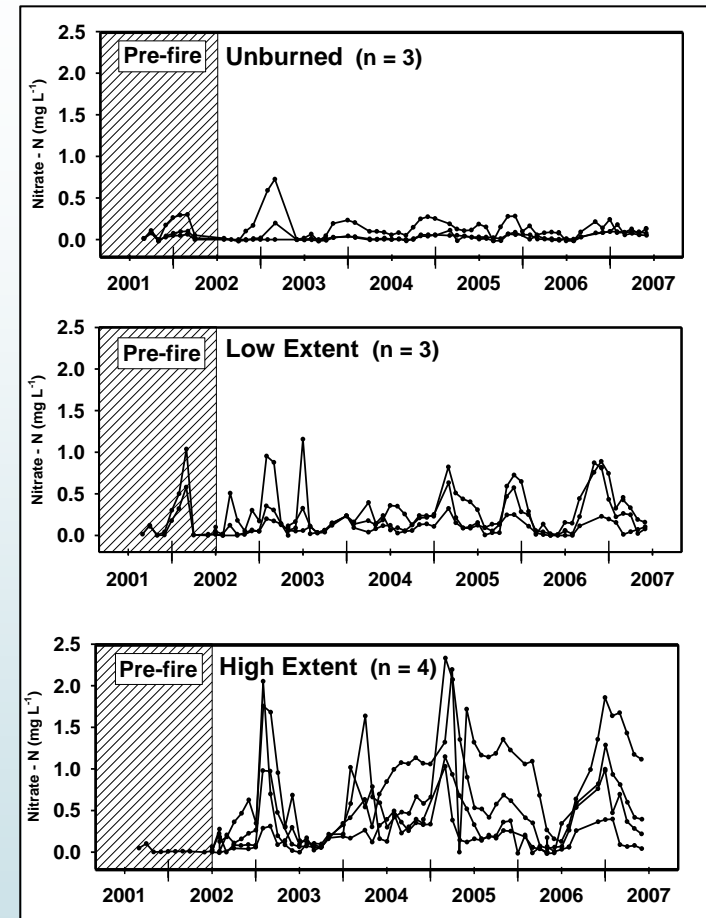 Pre-fire Unburned (n = 3)
Nitrate - N (mg L⁻¹)
2.5
2.0
1.5
1.0
0.5
0.0
2001 2002 2003 2004 2005 2006 2007
Pre-fire Low Extent (n = 3)
Nitrate - N (mg L⁻¹)
2.5
2.0
1.5
1.0
0.5
0.0
2001 2002 2003 2004 2005 2006 2007
Pre-fire High Extent (n = 4)
Nitrate - N (mg L⁻¹)
2.5
2.0
1.5
1.0
0.5
0.0
2001 2002 2003 2004 2005 2006 2007